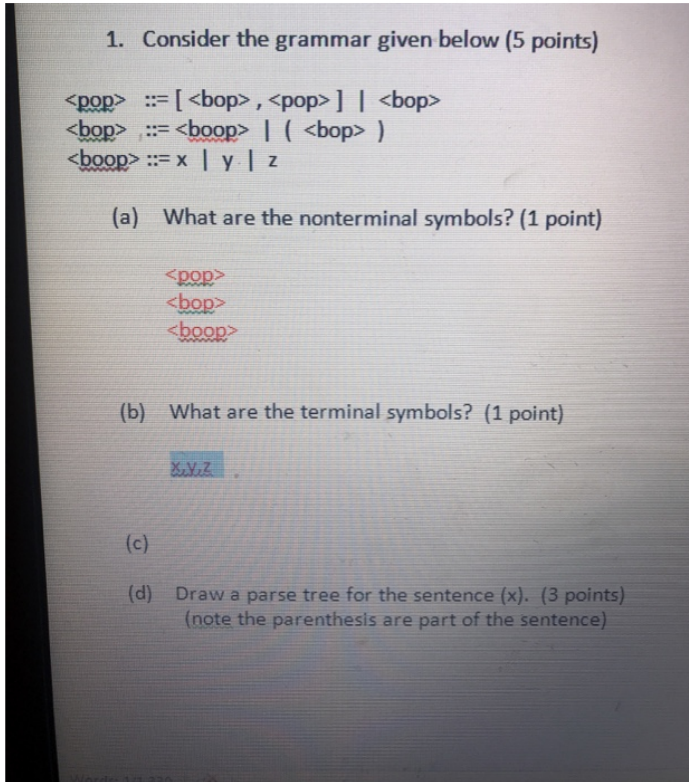 1. Consider the grammar given below (5 points)
<pop> ::= [ <bop> , <pop> ] | <bop>
<bop> ::= <boop> | ( <bop> )
<boop> ::= x | y | z
(a) What are the nonterminal symbols? (1 point)
<pop>
<bop>
<boop>
(b) What are the terminal symbols? (1 point)
x,y,z
(c)
(d) Draw a parse tree for the sentence (x). (3 points)
(note the parenthesis are part of the sentence)